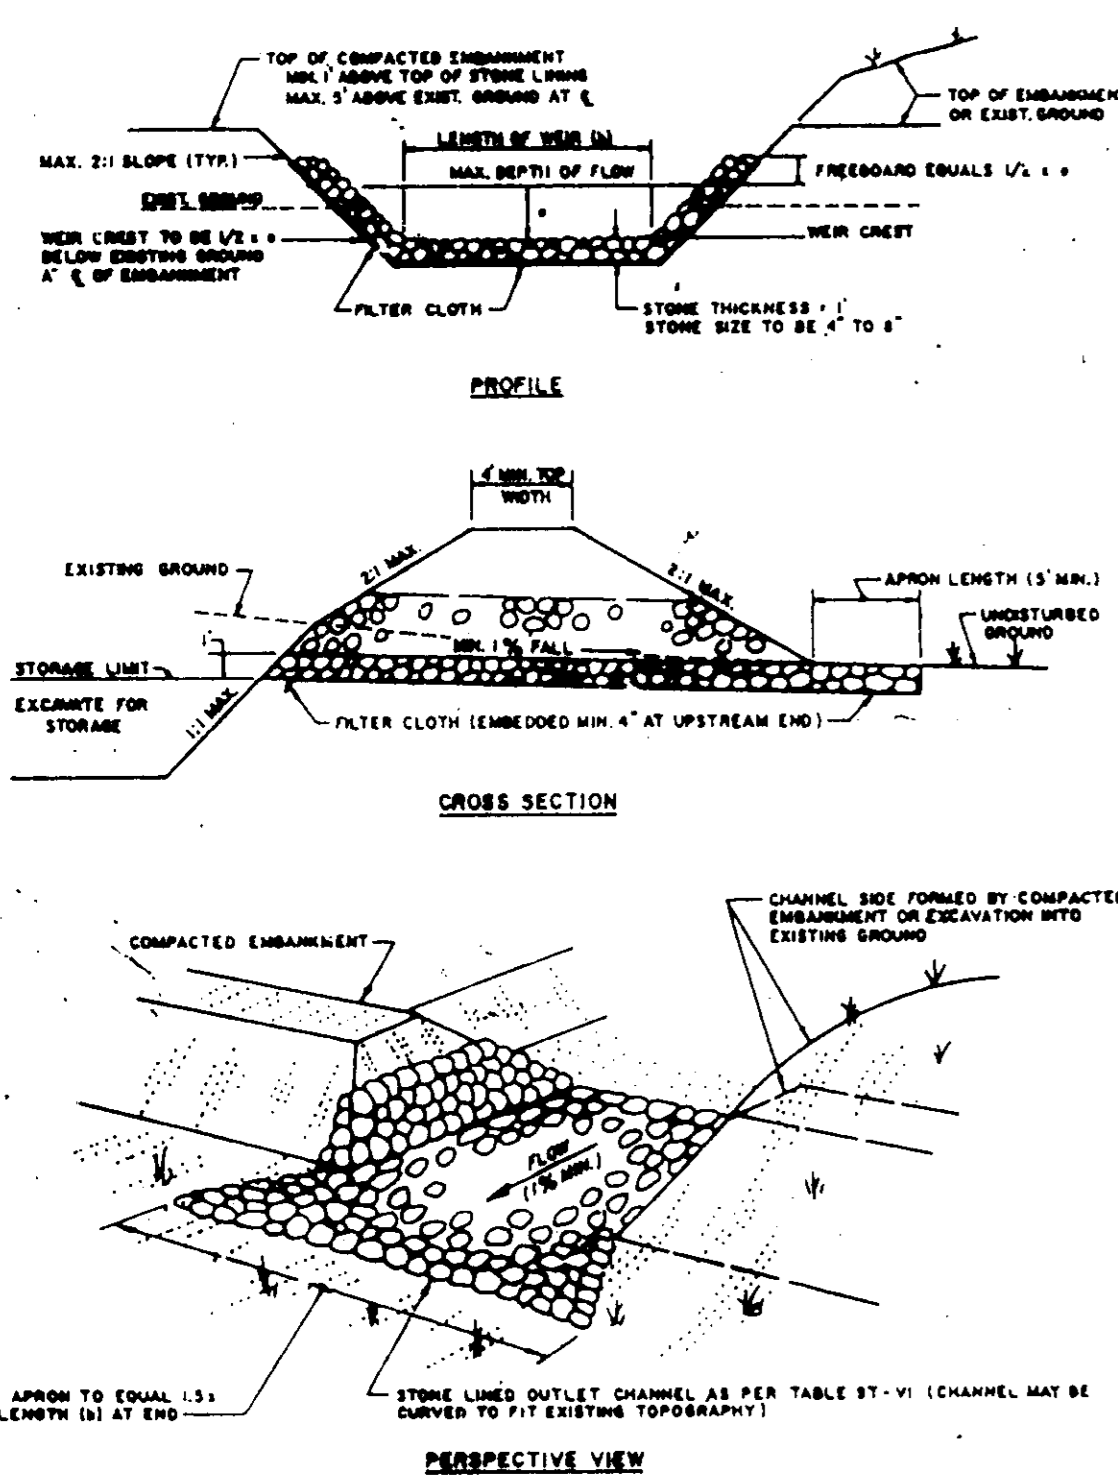 TOP OF COMPACTED EMBANKMENT
MIN. 1' ABOVE TOP OF STONE LINING
MAX. 5' ABOVE EXIST. GROUND AT ℄
TOP OF EMBANKMENT
OR EXIST. GROUND
LENGTH OF WEIR (b)
MAX. 2:1 SLOPE (TYP.)
MAX. DEPTH OF FLOW
FREEBOARD EQUALS 1/2 x
EXIST. GROUND
WEIR CREST TO BE 1/2 x
BELOW EXISTING GROUND
AT ℄ OF EMBANKMENT
WEIR CREST
FILTER CLOTH
STONE THICKNESS = 1'
STONE SIZE TO BE 4" TO 8"
PROFILE
4' MIN. TOP
WIDTH
EXISTING GROUND
2:1 MAX.
2:1 MAX.
APRON LENGTH (5' MIN.)
UNDISTURBED
GROUND
1'
MIN. 1% FALL
STORAGE LIMIT
EXCAVATE FOR
STORAGE
1:1 MAX.
FILTER CLOTH (EMBEDDED MIN. 4" AT UPSTREAM END)
CROSS SECTION
CHANNEL SIDE FORMED BY COMPACTED
EMBANKMENT OR EXCAVATION INTO
EXISTING GROUND
COMPACTED EMBANKMENT
FLOW
(1% MIN.)
APRON TO EQUAL 1.5 x
LENGTH (b) AT END
STONE LINED OUTLET CHANNEL AS PER TABLE ST-VI (CHANNEL MAY BE
CURVED TO FIT EXISTING TOPOGRAPHY)
PERSPECTIVE VIEW